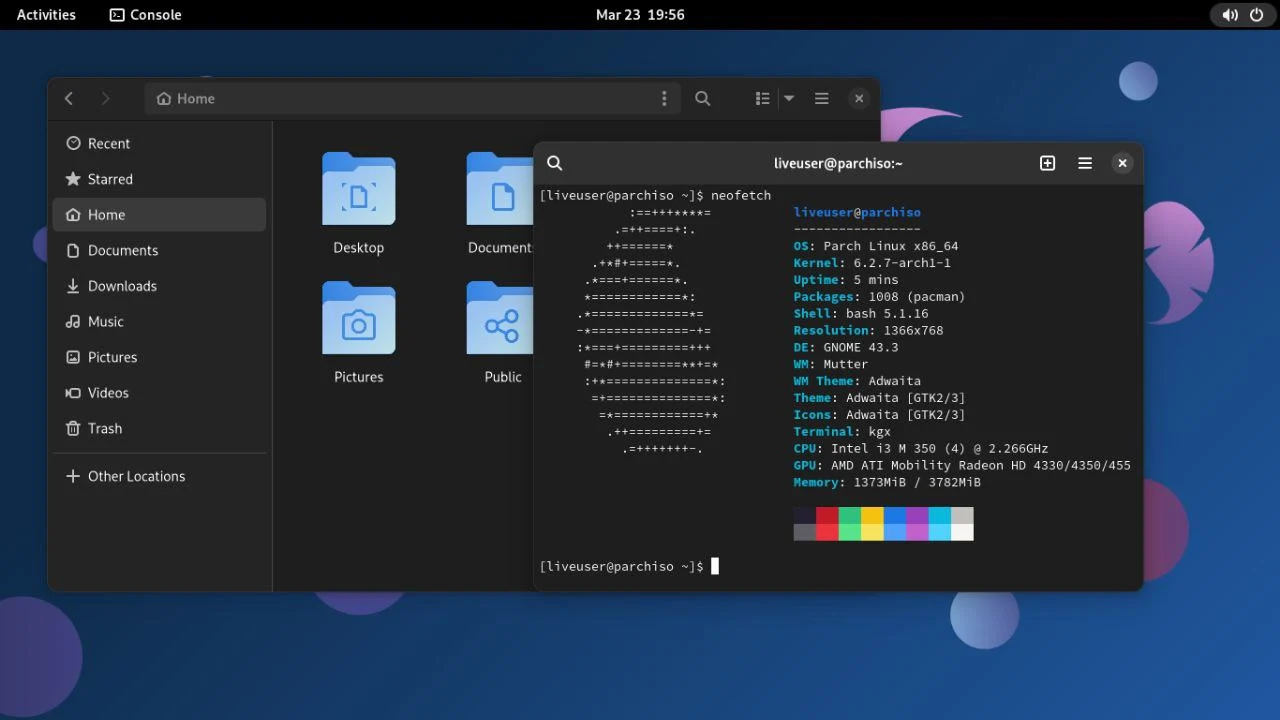 Activities
Console
Mar 23 19:56
Home
Recent
Starred
Home
Documents
Downloads
Music
Pictures
Videos
Trash
Other Locations
Desktop
Document
Pictures
Public
liveuser@parchiso:~
[liveuser@parchiso ~]$ neofetch
:==+++****=
.=++====+:.
++======*
.+*#+=====*.
.*===+======*.
*============*:
.*=============*=
-*=============-+=
:*===+=========+++
#=*#+========**+=*
:+*==============*:
=+==============*:
=*============+*
.++=========+=
.=+++++++-.
liveuser@parchiso
-----------------
OS: Parch Linux x86_64
Kernel: 6.2.7-arch1-1
Uptime: 5 mins
Packages: 1008 (pacman)
Shell: bash 5.1.16
Resolution: 1366x768
DE: GNOME 43.3
WM: Mutter
WM Theme: Adwaita
Theme: Adwaita [GTK2/3]
Icons: Adwaita [GTK2/3]
Terminal: kgx
CPU: Intel i3 M 350 (4) @ 2.266GHz
GPU: AMD ATI Mobility Radeon HD 4330/4350/455
Memory: 1373MiB / 3782MiB
[liveuser@parchiso ~]$